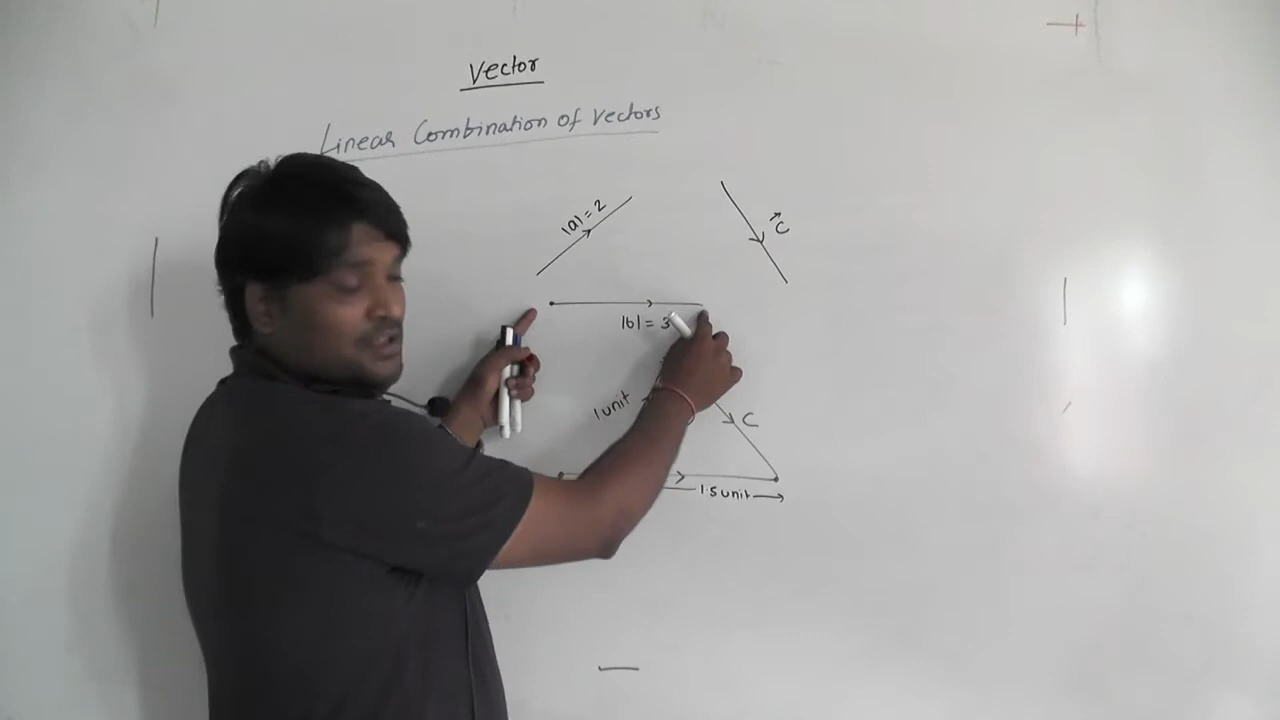 Vector
Linear Combination of Vectors
|a| = 2
C
|b| = 3
1 unit
C
1.5 unit